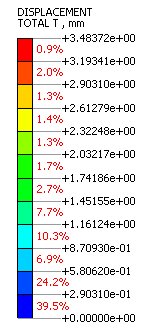 DISPLACEMENT
TOTAL T , mm
+3.48372e+00
0.9%
+3.19341e+00
2.0%
+2.90310e+00
1.3%
+2.61279e+00
1.4%
+2.32248e+00
1.3%
+2.03217e+00
1.7%
+1.74186e+00
2.7%
+1.45155e+00
7.7%
+1.16124e+00
10.3%
+8.70930e-01
6.9%
+5.80620e-01
24.2%
+2.90310e-01
39.5%
+0.00000e+00